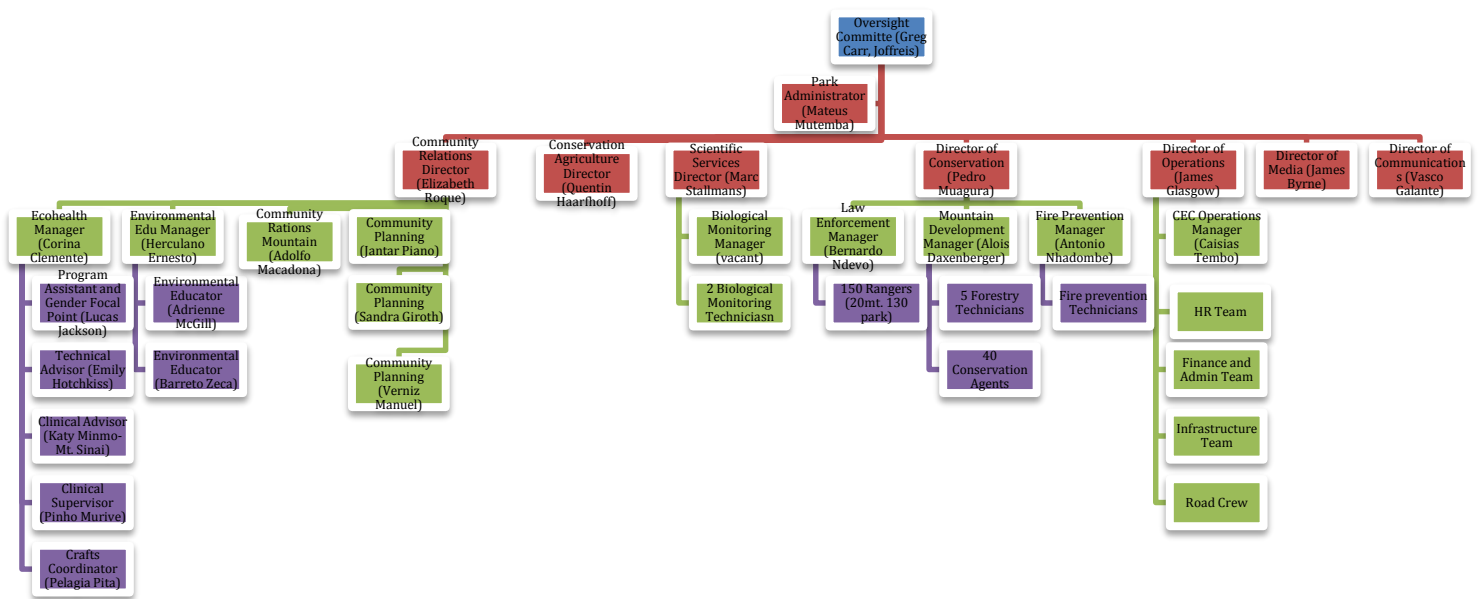 Oversight
Committe (Greg
Carr, Joffreis)
Park
Administrator
(Mateus
Mutemba)
Community
Relations
Director
(Elizabeth
Roque)
Conservation
Agriculture
Director
(Quentin
Haarfhoff)
Scientific
Services
Director (Marc
Stallmans)
Director of
Conservation
(Pedro
Muagura)
Director of
Operations
(James
Glasgow)
Director of
Media (James
Byrne)
Director of
Communication
s (Vasco
Galante)
Ecohealth
Manager
(Corina
Clemente)
Environmental
Edu Manager
(Herculano
Ernesto)
Community
Rations
Mountain
(Adolfo
Macadona)
Community
Planning
(Jantar Piano)
Biological
Monitoring
Manager
(vacant)
Law
Enforcement
Manager
(Bernardo
Ndevo)
Mountain
Development
Manager (Alois
Daxenberger)
Fire Prevention
Manager
(Antonio
Nhadombe)
CEC Operations
Manager
(Caisias
Tembo)
Program
Assistant and
Gender Focal
Point (Lucas
Jackson)
Environmental
Educator
(Adrienne
McGill)
Community
Planning
(Sandra Giroth)
2 Biological
Monitoring
Techniciasn
150 Rangers
(20mt. 130
park)
5 Forestry
Technicians
Fire prevention
Technicians
HR Team
Technical
Advisor (Emily
Hotchkiss)
Environmental
Educator
(Barreto Zeca)
Community
Planning
(Verniz
Manuel)
40
Conservation
Agents
Finance and
Admin Team
Clinical Advisor
(Katy Minmo-
Mt. Sinai)
Infrastructure
Team
Clinical
Supervisor
(Pinho Murive)
Road Crew
Crafts
Coordinator
(Pelagia Pita)